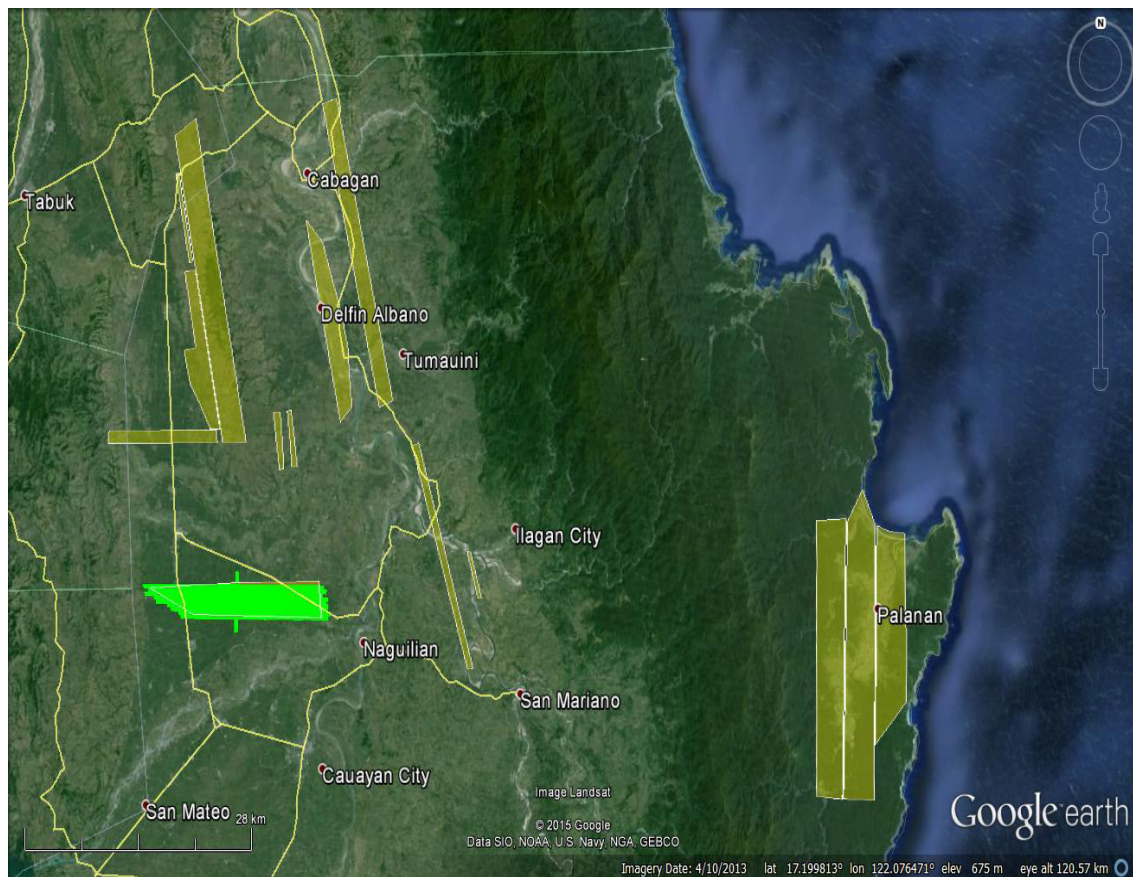 N
Cabagan
Tabuk
Delfin Albano
Tumauini
Ilagan City
Palanan
Naguilian
San Mariano
Cauayan City
San Mateo
28 km
Image Landsat
© 2015 Google
Data SIO, NOAA, U.S. Navy, NGA, GEBCO
Google earth
Imagery Date: 4/10/2013 lat 17.199813° lon 122.076471° elev 675 m eye alt 120.57 km